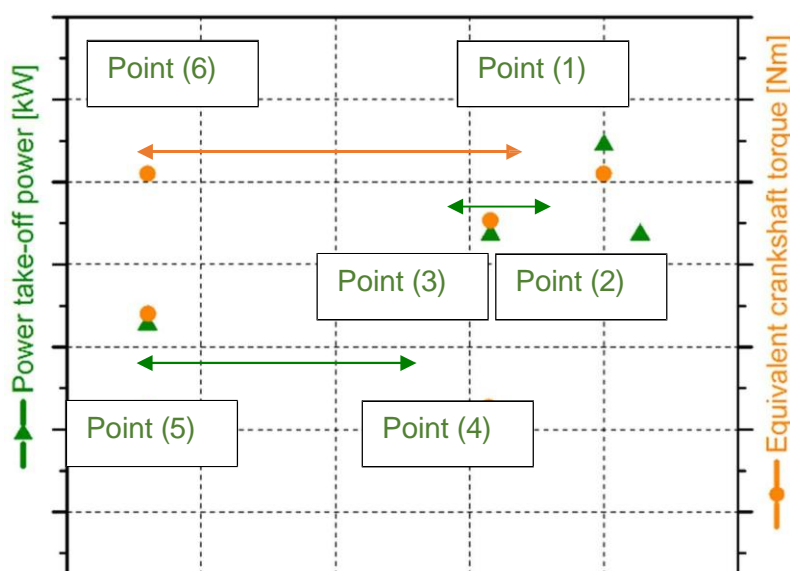 Point (6)
Point (1)
Power take-off power [kW]
Equivalent crankshaft torque [Nm]
Point (3)
Point (2)
Point (5)
Point (4)